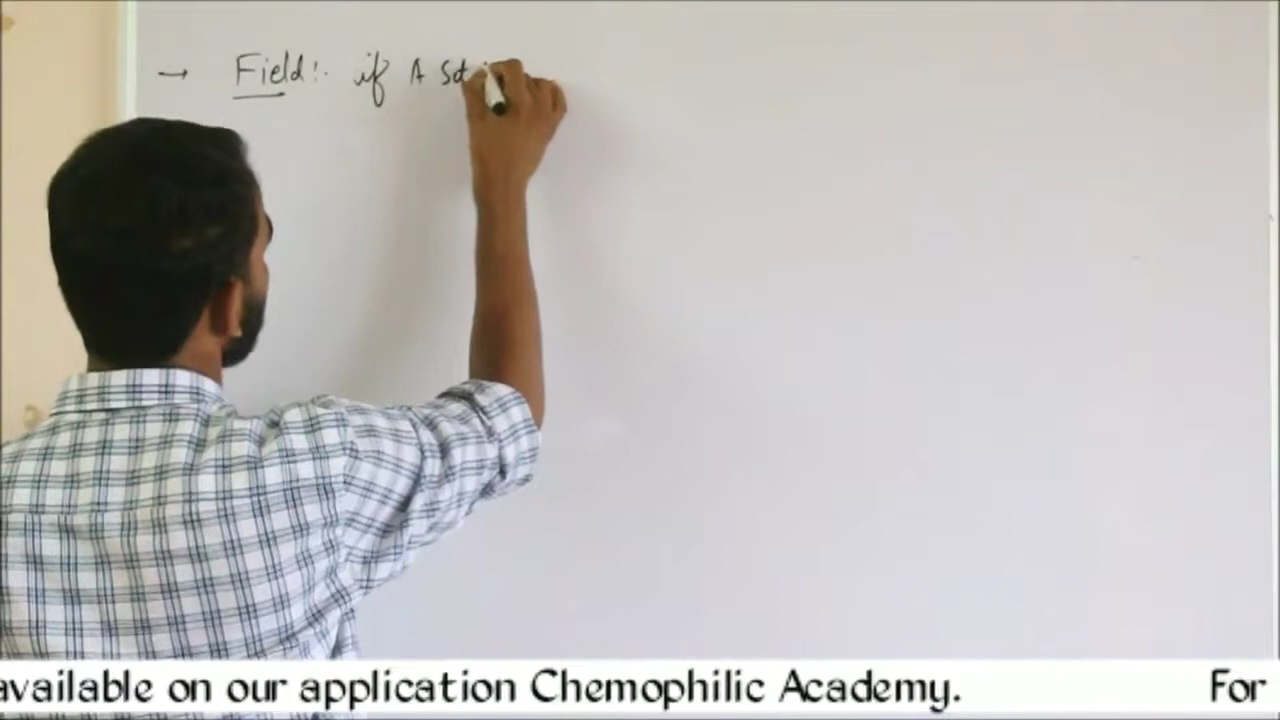 → Field:- if A Set
available on our application Chemophilic Academy. For